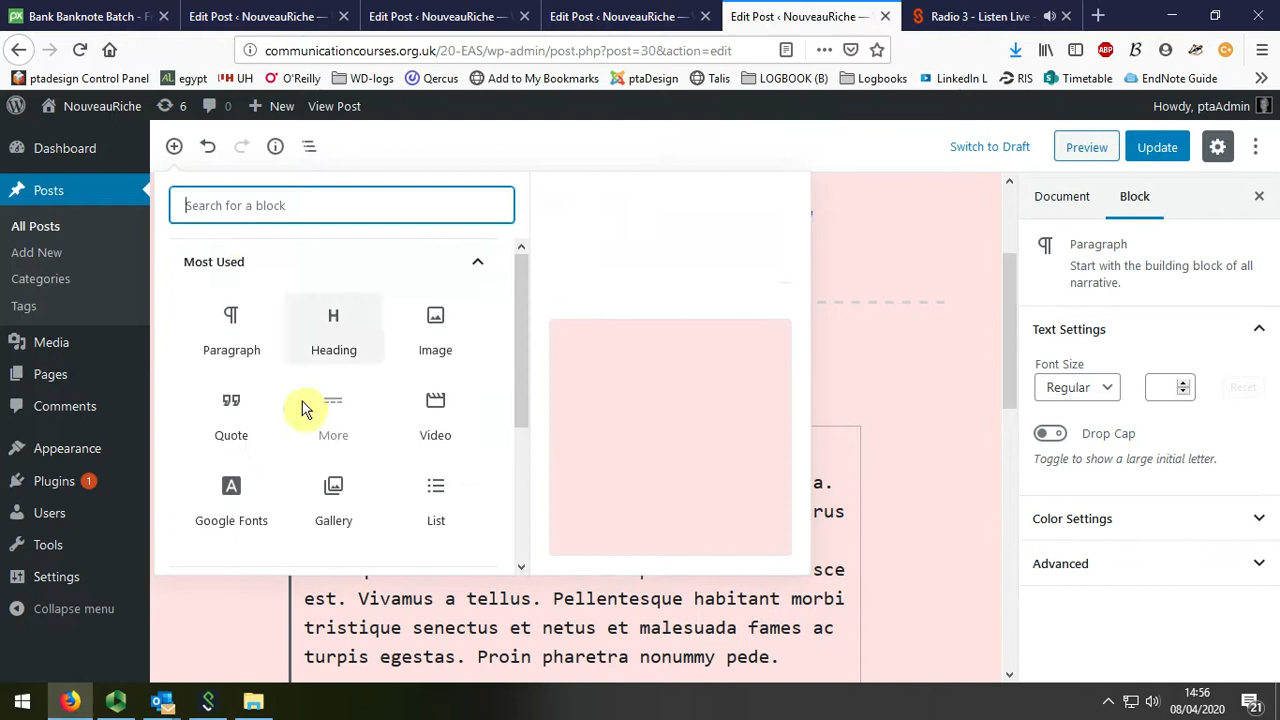 Bank Banknote Batch - F
Edit Post ‹ NouveauRiche —
Edit Post ‹ NouveauRiche —
Edit Post ‹ NouveauRiche —
Edit Post ‹ NouveauRiche —
Radio 3 - Listen Live -
communicationcourses.org.uk/20-EAS/wp-admin/post.php?post=30&action=edit
ABP
ptadesign Control Panel
AL egypt
UH
O'Reilly
WD-logs
Qercus
Add to My Bookmarks
ptaDesign
Talis
LOGBOOK (B)
Logbooks
LinkedIn L
RIS
Timetable
EndNote Guide
NouveauRiche
6
0
New
View Post
Howdy, ptaAdmin
Dashboard
Posts
All Posts
Add New
Categories
Tags
Media
Pages
Comments
Appearance
Plugins 1
Users
Tools
Settings
Collapse menu
Switch to Draft
Preview
Update
Search for a block
Most Used
Paragraph
Heading
Image
Quote
More
Video
Google Fonts
Gallery
List
a.
rus
sce
est. Vivamus a tellus. Pellentesque habitant morbi
tristique senectus et netus et malesuada fames ac
turpis egestas. Proin pharetra nonummy pede.
Document
Block
Paragraph
Start with the building block of all
narrative.
Text Settings
Font Size
Regular
Reset
Drop Cap
Toggle to show a large initial letter.
Color Settings
Advanced
14:56
08/04/2020
21